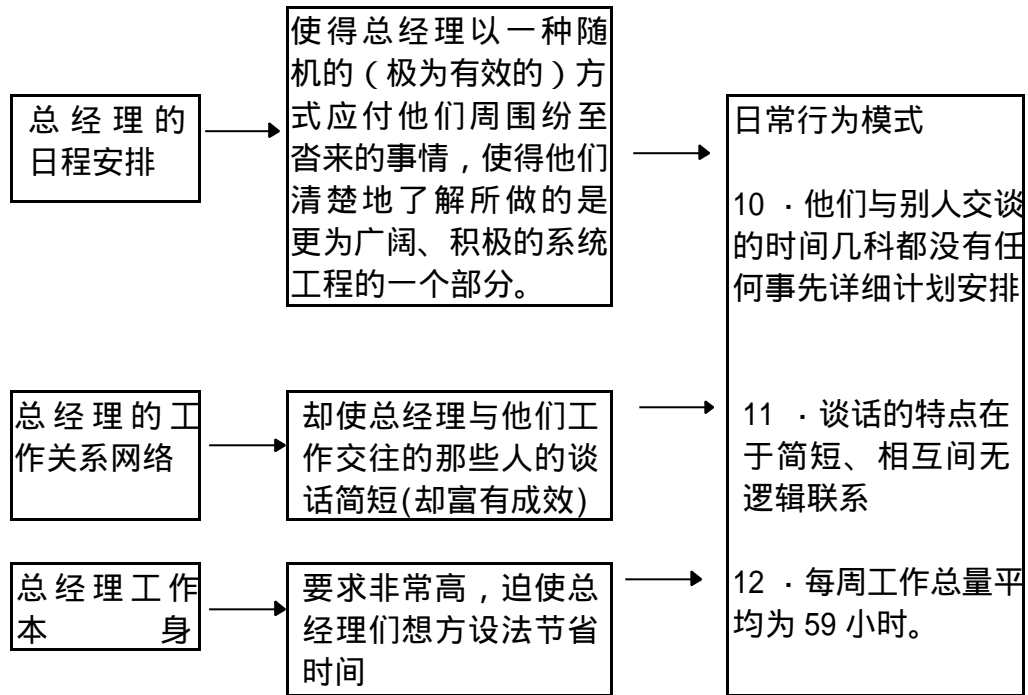 总经理的
日程安排
使得总经理以一种随
机的（极为有效的）方
式应付他们周围纷至
沓来的事情，使得他们
清楚地了解所做的是
更为广阔、积极的系统
工程的一个部分。
日常行为模式
10 ．他们与别人交谈
的时间几科都没有任
何事先详细计划安排
总经理的工
作关系网络
却使总经理与他们工
作交往的那些人的谈
话简短(却富有成效)
11 ．谈话的特点在
于简短、相互间无
逻辑联系
总经理工作
本身
要求非常高，迫使总
经理们想方设法节省
时间
12 ．每周工作总量平
均为 59 小时。